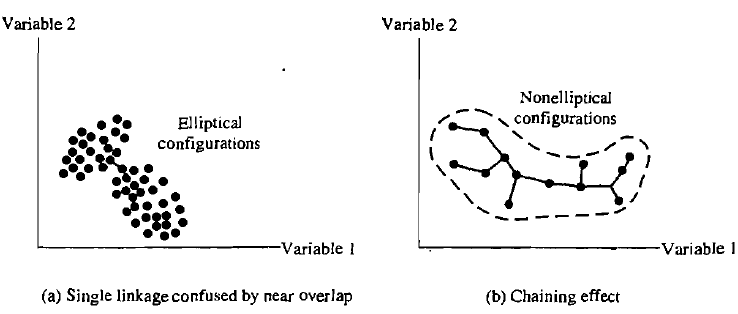 Variable 2
Elliptical
configurations
Variable 1
(a) Single linkage confused by near overlap
Variable 2
Nonelliptical
configurations
Variable 1
(b) Chaining effect